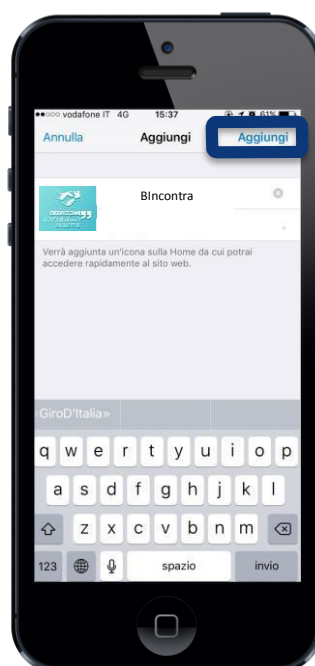 vodafone IT 4G 15:37 61%
Annulla Aggiungi Aggiungi
BIncontra
Verrà aggiunta un'icona sulla Home da cui potrai
accedere rapidamente al sito web.
GiroD'Italia»
q w e r t y u i o p
a s d f g h j k l
z x c v b n m
123 spazio invio